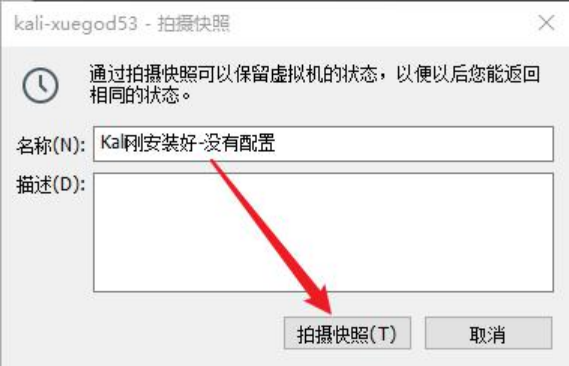 kali-xuegod53 - 拍摄快照
通过拍摄快照可以保留虚拟机的状态，以便以后您能返回
相同的状态。
名称(N): Kali刚安装好-没有配置
描述(D):
拍摄快照(T) 取消